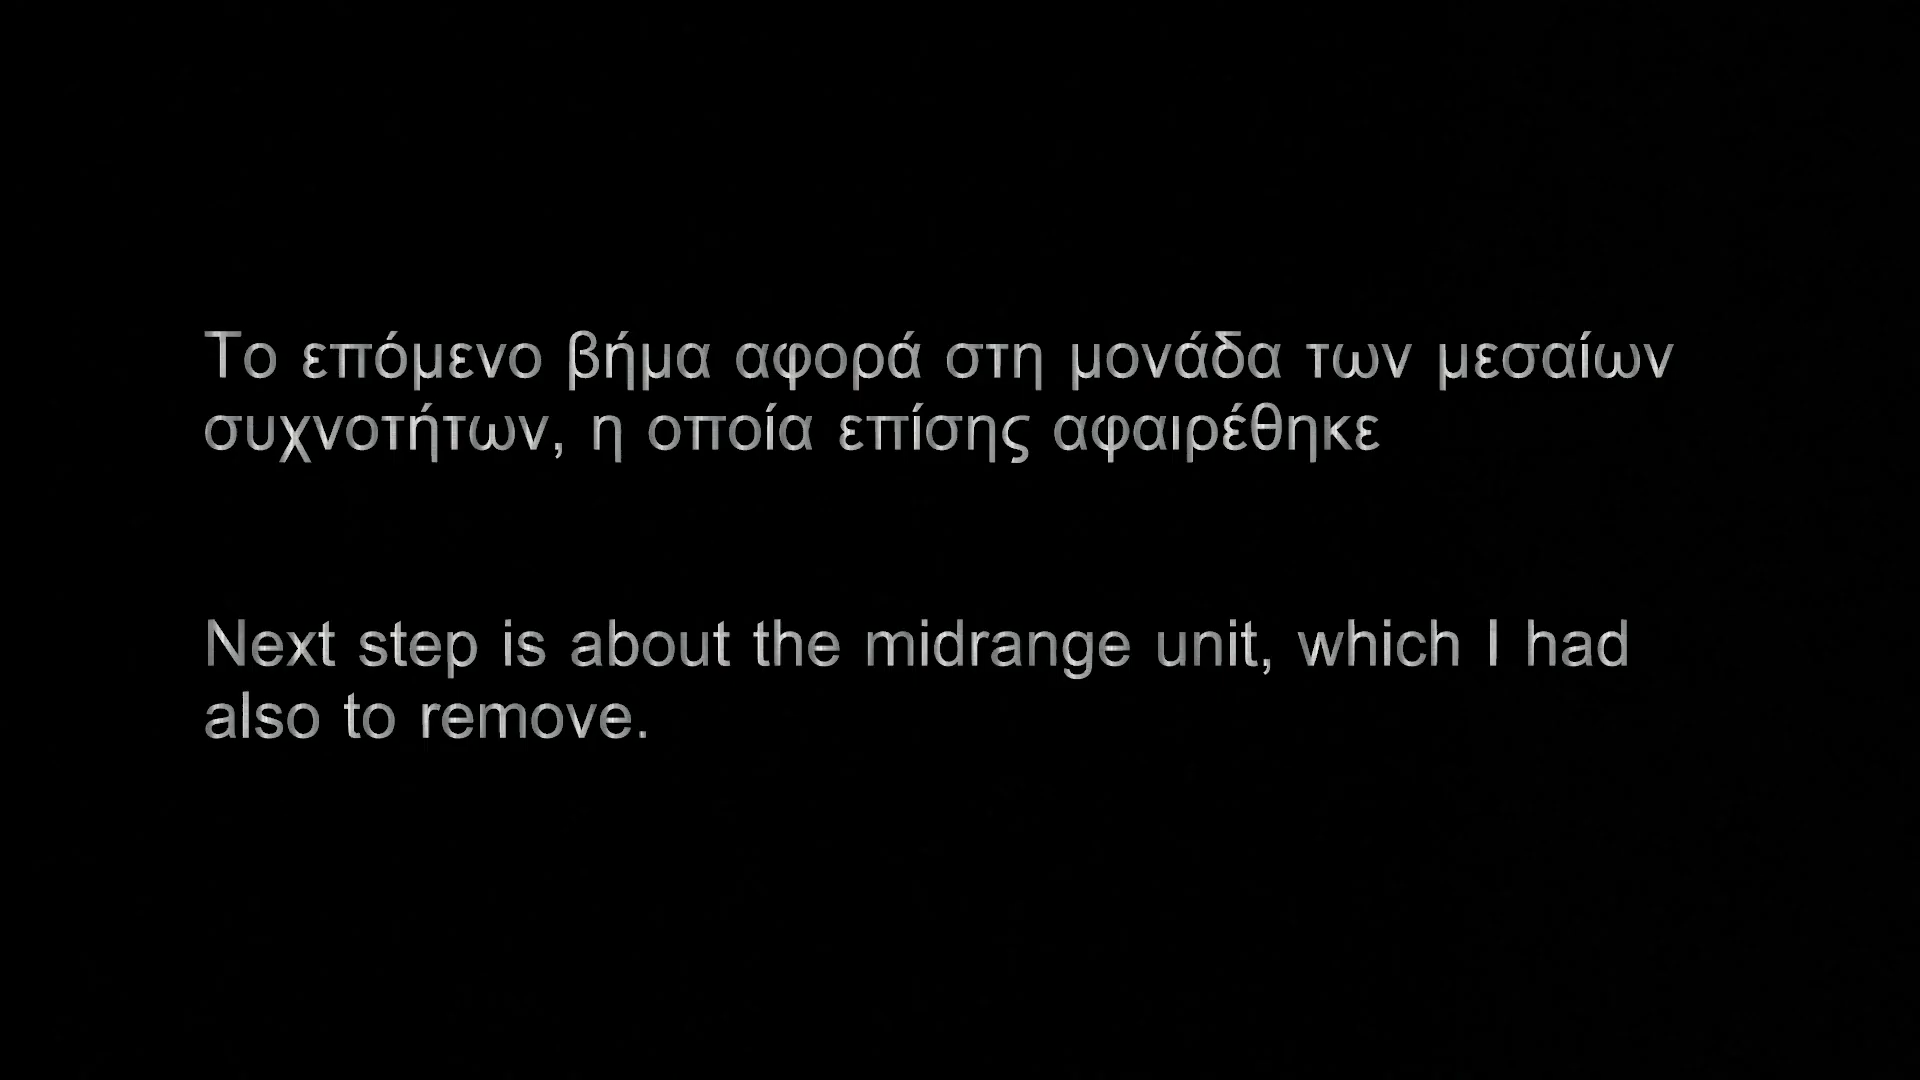 Το επόμενο βήμα αφορά στη μονάδα των μεσαίων
συχνοτήτων, η οποία επίσης αφαιρέθηκε
Next step is about the midrange unit, which I had
also to remove.